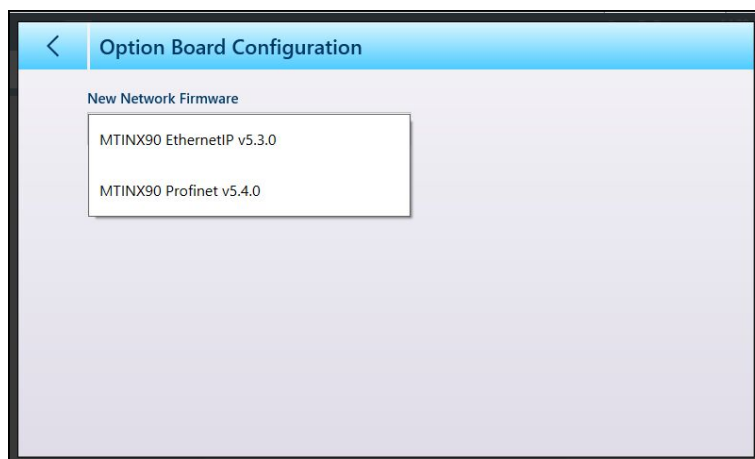 Option Board Configuration
New Network Firmware
MTINX90 EthernetIP v5.3.0
MTINX90 Profinet v5.4.0